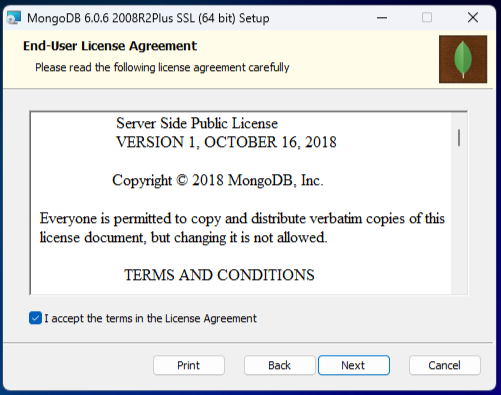 MongoDB 6.0.6 2008R2Plus SSL (64 bit) Setup
End-User License Agreement
Please read the following license agreement carefully
Server Side Public License
VERSION 1, OCTOBER 16, 2018
Copyright © 2018 MongoDB, Inc.
Everyone is permitted to copy and distribute verbatim copies of this
license document, but changing it is not allowed.
TERMS AND CONDITIONS
I accept the terms in the License Agreement
Print Back Next Cancel